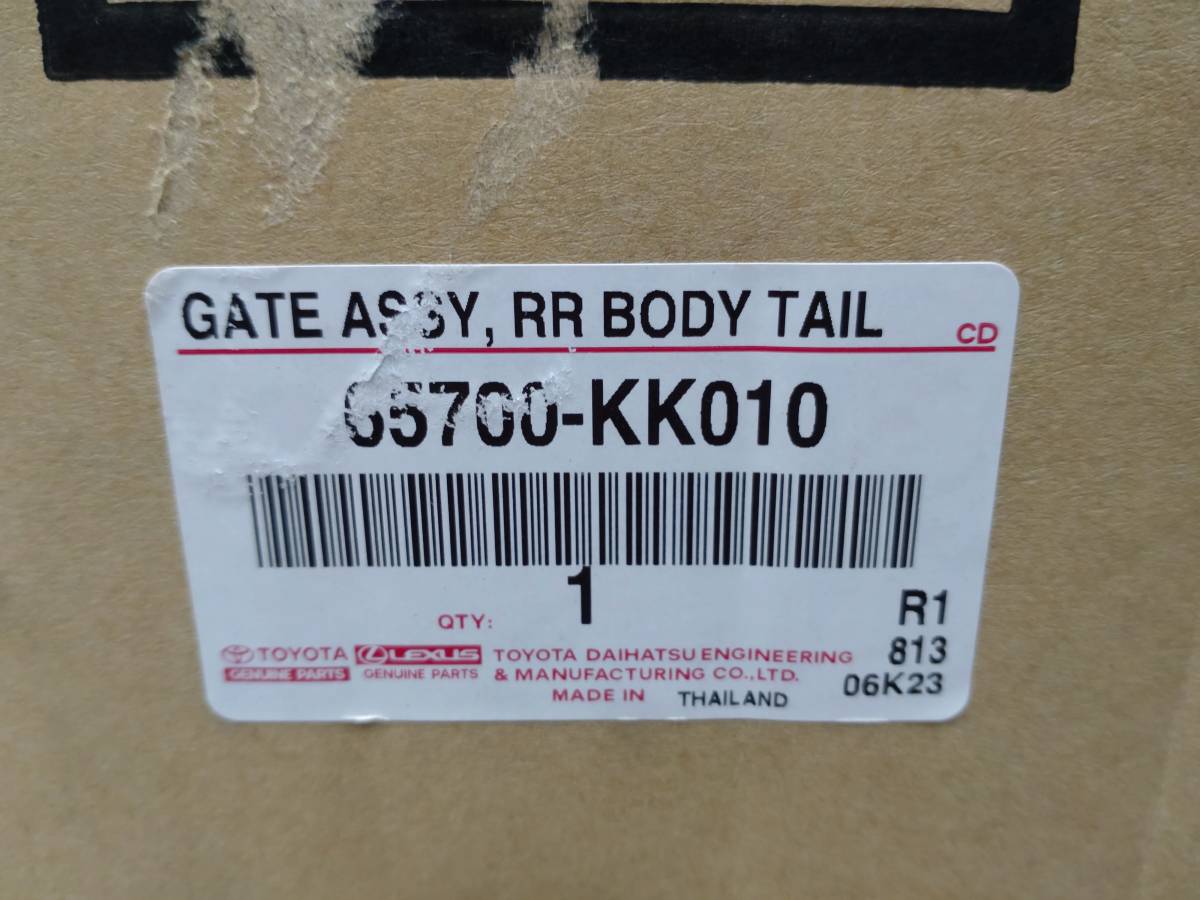 GATE ASSY, RR BODY TAIL
CD
65700-KK010
1
QTY:
R1
TOYOTA LEXUS TOYOTA DAIHATSU ENGINEERING 813
GENUINE PARTS GENUINE PARTS & MANUFACTURING CO.,LTD. 06K23
MADE IN THAILAND